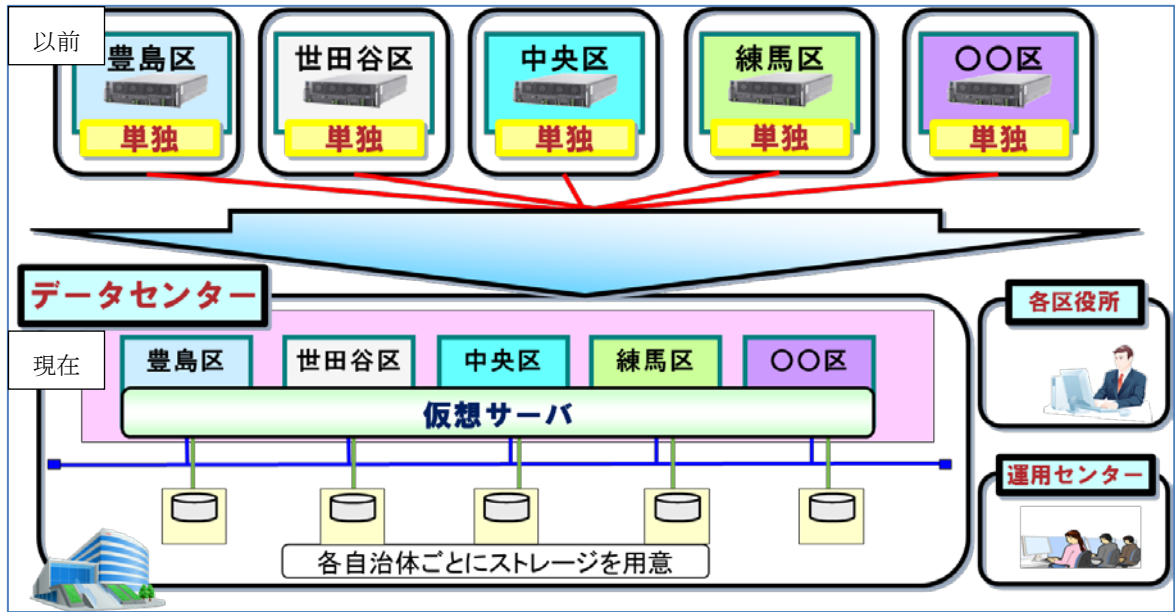 以前
豊島区
世田谷区
中央区
練馬区
〇〇区
単独
単独
単独
単独
単独
データセンター
現在
豊島区
世田谷区
中央区
練馬区
〇〇区
仮想サーバ
各自治体ごとにストレージを用意
各区役所
運用センター